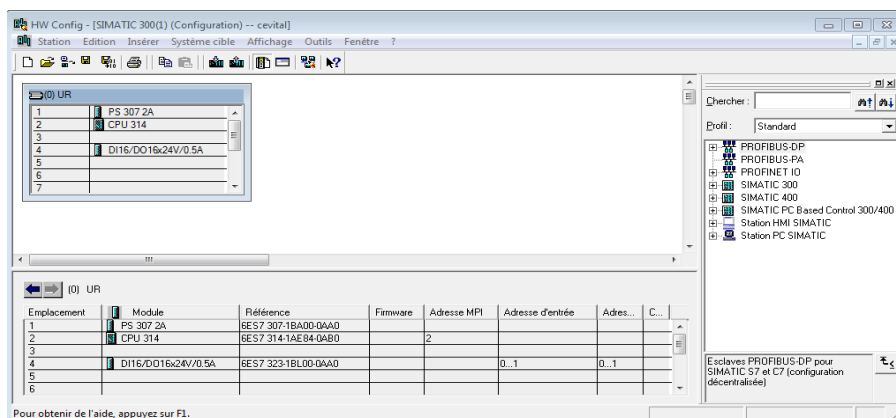 HW Config - [SIMATIC 300(1) (Configuration) -- cevital]
Station Edition Insérer Système cible Affichage Outils Fenêtre ?
(0) UR
1 PS 307 2A
2 CPU 314
3
4 DI16/DO16x24V/0.5A
5
6
7
Chercher :
Profil : Standard
PROFIBUS-DP
PROFIBUS-PA
PROFINET IO
SIMATIC 300
SIMATIC 400
SIMATIC PC Based Control 300/400
Station HMI SIMATIC
Station PC SIMATIC
(0) UR
Emplacement Module Référence Firmware Adresse MPI Adresse d'entrée Adres... C...
1 PS 307 2A 6ES7 307-1BA00-0AA0
2 CPU 314 6ES7 314-1AE84-0AB0 2
3
4 DI16/DO16x24V/0.5A 6ES7 323-1BL00-0AA0 0...1 0...1
5
6
Esclaves PROFIBUS-DP pour
SIMATIC S7 et C7 (configuration
décentralisée)
Pour obtenir de l'aide, appuyez sur F1.